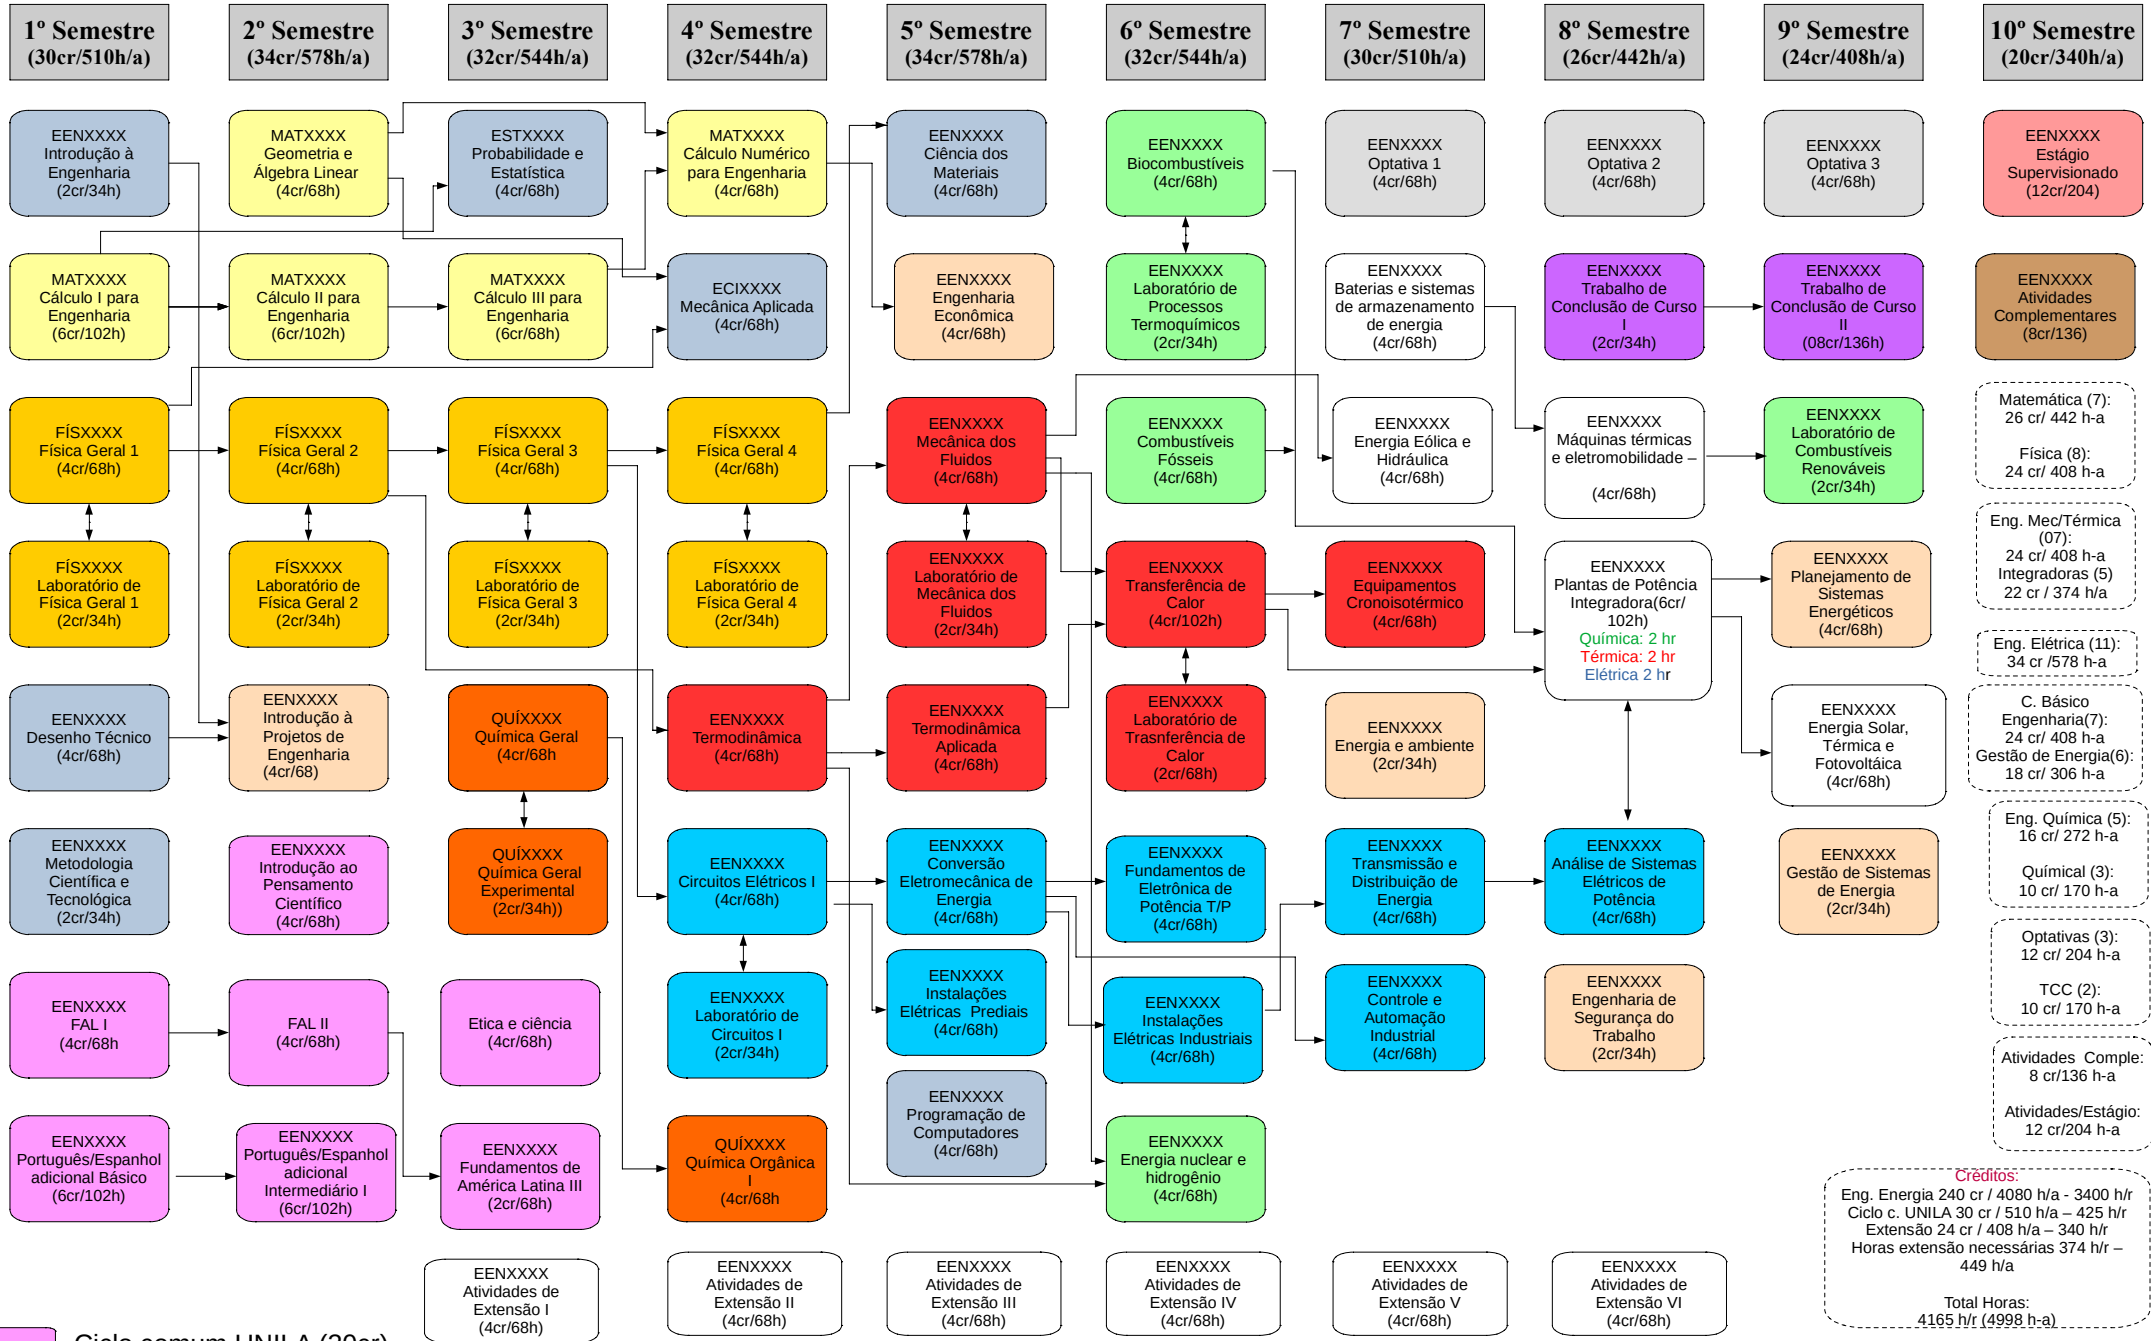 1º Semestre
(30cr/510h/a)
2º Semestre
(34cr/578h/a)
3º Semestre
(32cr/544h/a)
4º Semestre
(32cr/544h/a)
5º Semestre
(34cr/578h/a)
6º Semestre
(32cr/544h/a)
7º Semestre
(30cr/510h/a)
8º Semestre
(26cr/442h/a)
9º Semestre
(24cr/408h/a)
10º Semestre
(20cr/340h/a)
EENXXXX
Introdução à
Engenharia
(2cr/34h)
MATXXXX
Geometria e
Álgebra Linear
(4cr/68h)
ESTXXXX
Probabilidade e
Estatística
(4cr/68h)
MATXXXX
Cálculo Numérico
para Engenharia
(4cr/68h)
EENXXXX
Ciência dos
Materiais
(4cr/68h)
EENXXXX
Biocombustíveis
(4cr/68h)
EENXXXX
Optativa 1
(4cr/68h)
EENXXXX
Optativa 2
(4cr/68h)
EENXXXX
Optativa 3
(4cr/68h)
EENXXXX
Estágio
Supervisionado
(12cr/204)
MATXXXX
Cálculo I para
Engenharia
(6cr/102h)
MATXXXX
Cálculo II para
Engenharia
(6cr/102h)
MATXXXX
Cálculo III para
Engenharia
(6cr/68h)
ECIXXXX
Mecânica Aplicada
(4cr/68h)
EENXXXX
Engenharia
Econômica
(4cr/68h)
EENXXXX
Laboratório de
Processos
Termoquímicos
(2cr/34h)
EENXXXX
Baterias e sistemas
de armazenamento
de energia
(4cr/68h)
EENXXXX
Trabalho de
Conclusão de Curso
I
(2cr/34h)
EENXXXX
Trabalho de
Conclusão de Curso
II
(08cr/136h)
EENXXXX
Atividades
Complementares
(8cr/136)
FÍSXXXX
Física Geral 1
(4cr/68h)
FÍSXXXX
Física Geral 2
(4cr/68h)
FÍSXXXX
Física Geral 3
(4cr/68h)
FÍSXXXX
Física Geral 4
(4cr/68h)
EENXXXX
Mecânica dos
Fluidos
(4cr/68h)
EENXXXX
Combustíveis
Fósseis
(4cr/68h)
EENXXXX
Energia Eólica e
Hidráulica
(4cr/68h)
EENXXXX
Máquinas térmicas
e eletromobilidade –
(4cr/68h)
EENXXXX
Laboratório de
Combustíveis
Renováveis
(2cr/34h)
Matemática (7):
26 cr/ 442 h-a
Física (8):
24 cr/ 408 h-a
FÍSXXXX
Laboratório de
Física Geral 1
(2cr/34h)
FÍSXXXX
Laboratório de
Física Geral 2
(2cr/34h)
FÍSXXXX
Laboratório de
Física Geral 3
(2cr/34h)
FÍSXXXX
Laboratório de
Física Geral 4
(2cr/34h)
EENXXXX
Laboratório de
Mecânica dos
Fluidos
(2cr/34h)
EENXXXX
Transferência de
Calor
(4cr/102h)
EENXXXX
Equipamentos
Cronoisotérmico
(4cr/68h)
EENXXXX
Plantas de Potência
Integradora(6cr/
102h)
Química: 2 hr
Térmica: 2 hr
Elétrica 2 hr
EENXXXX
Planejamento de
Sistemas
Energéticos
(4cr/68h)
Eng. Mec/Térmica
(07):
24 cr/ 408 h-a
Integradoras (5)
22 cr / 374 h/a
Eng. Elétrica (11):
34 cr /578 h-a
EENXXXX
Desenho Técnico
(4cr/68h)
EENXXXX
Introdução à
Projetos de
Engenharia
(4cr/68)
QUÍXXXX
Química Geral
(4cr/68h
EENXXXX
Termodinâmica
(4cr/68h)
EENXXXX
Termodinâmica
Aplicada
(4cr/68h)
EENXXXX
Laboratório de
Trasnferência de
Calor
(2cr/68h)
EENXXXX
Energia e ambiente
(2cr/34h)
EENXXXX
Energia Solar,
Térmica e
Fotovoltáica
(4cr/68h)
C. Básico
Engenharia(7):
24 cr/ 408 h-a
Gestão de Energia(6):
18 cr/ 306 h-a
EENXXXX
Metodologia
Científica e
Tecnológica
(2cr/34h)
EENXXXX
Introdução ao
Pensamento
Científico
(4cr/68h)
QUÍXXXX
Química Geral
Experimental
(2cr/34h))
EENXXXX
Circuitos Elétricos I
(4cr/68h)
EENXXXX
Conversão
Eletromecânica de
Energia
(4cr/68h)
EENXXXX
Fundamentos de
Eletrônica de
Potência T/P
(4cr/68h)
EENXXXX
Transmissão e
Distribuição de
Energia
(4cr/68h)
EENXXXX
Análise de Sistemas
Elétricos de
Potência
(4cr/68h)
EENXXXX
Gestão de Sistemas
de Energia
(2cr/34h)
Eng. Química (5):
16 cr/ 272 h-a
Químical (3):
10 cr/ 170 h-a
EENXXXX
FAL I
(4cr/68h
FAL II
(4cr/68h)
Etica e ciência
(4cr/68h)
EENXXXX
Laboratório de
Circuitos I
(2cr/34h)
EENXXXX
Instalações
Elétricas Prediais
(4cr/68h)
EENXXXX
Instalações
Elétricas Industriais
(4cr/68h)
EENXXXX
Controle e
Automação
Industrial
(4cr/68h)
EENXXXX
Engenharia de
Segurança do
Trabalho
(2cr/34h)
Optativas (3):
12 cr/ 204 h-a
TCC (2):
10 cr/ 170 h-a
EENXXXX
Português/Espanhol
adicional Básico
(6cr/102h)
EENXXXX
Português/Espanhol
adicional
Intermediário I
(6cr/102h)
EENXXXX
Fundamentos de
América Latina III
(2cr/68h)
QUÍXXXX
Química Orgânica
I
(4cr/68h
EENXXXX
Programação de
Computadores
(4cr/68h)
EENXXXX
Energia nuclear e
hidrogênio
(4cr/68h)
Atividades Comple:
8 cr/136 h-a
Atividades/Estágio:
12 cr/204 h-a
EENXXXX
Atividades de
Extensão I
(4cr/68h)
EENXXXX
Atividades de
Extensão II
(4cr/68h)
EENXXXX
Atividades de
Extensão III
(4cr/68h)
EENXXXX
Atividades de
Extensão IV
(4cr/68h)
EENXXXX
Atividades de
Extensão V
(4cr/68h)
EENXXXX
Atividades de
Extensão VI
(4cr/68h)
Créditos:
Eng. Energia 240 cr / 4080 h/a - 3400 h/r
Ciclo c. UNILA 30 cr / 510 h/a – 425 h/r
Extensão 24 cr / 408 h/a – 340 h/r
Horas extensão necessárias 374 h/r –
449 h/a
Total Horas:
4165 h/r (4998 h-a)
Ciclo comum UNILA (30cr)